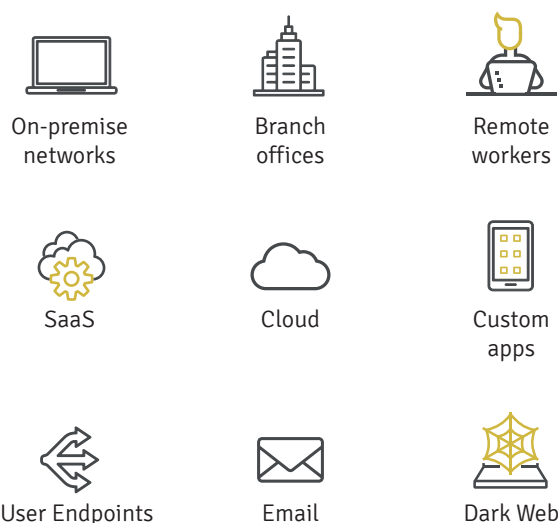 On-premise
networks
Branch
offices
Remote
workers
SaaS
Cloud
Custom
apps
User Endpoints
Email
Dark Web